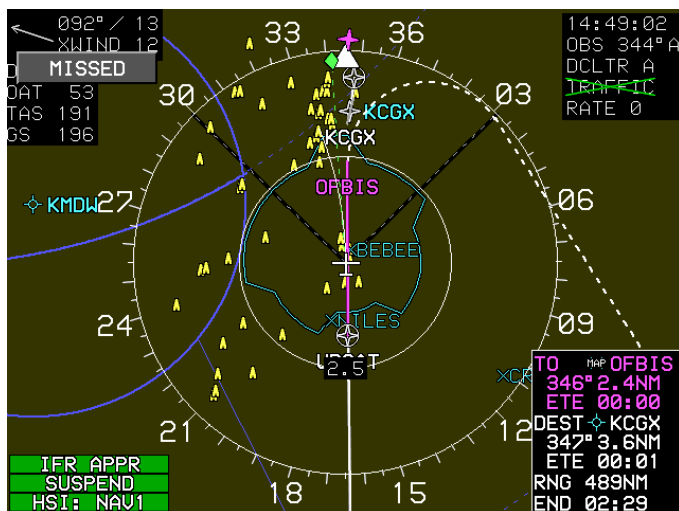 092° / 13
XWIND 12
MISSED
OAT 53
TAS 191
GS 196
14:49:02
OBS 344°A
DCLTR A
TRAFFIC
RATE 0
33
36
30
03
KCGX
KCGX
OFBIS
KMDW
27
06
BEBEE
NILES
24
09
2.5
21
12
18
15
IFR APPR
SUSPEND
HSI: NAV1
TO MAP OFBIS
346° 2.4NM
ETE 00:00
DEST KCGX
347° 3.6NM
ETE 00:01
RNG 489NM
END 02:29